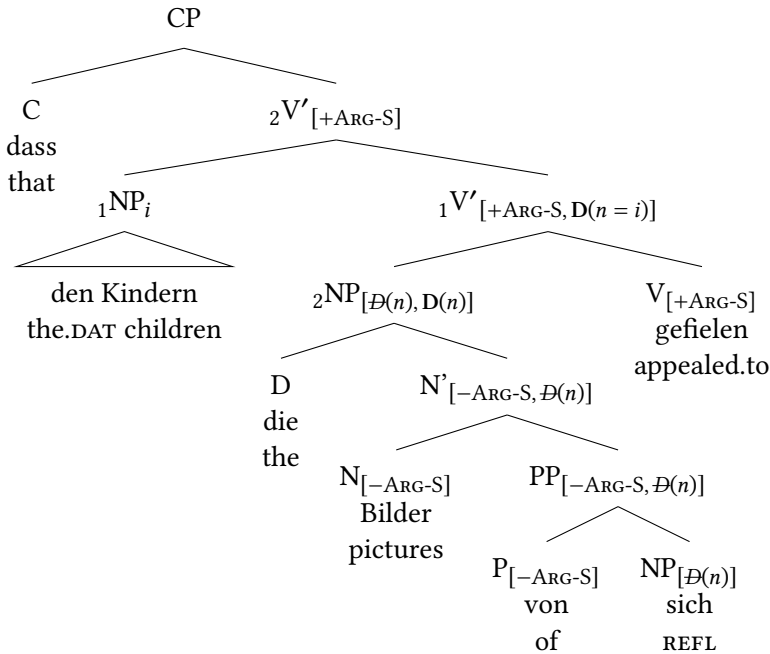 CP
C
dass
that
₂V′[+ARG-S]
₁NPᵢ
den Kindern
the.DAT children
₁V′[+ARG-S, D(n = i)]
₂NP[D̶(n), D(n)]
V[+ARG-S]
gefielen
appealed.to
D
die
the
N’[−ARG-S, D̶(n)]
N[−ARG-S]
Bilder
pictures
PP[−ARG-S, D̶(n)]
P[−ARG-S]
von
of
NP[D̶(n)]
sich
REFL